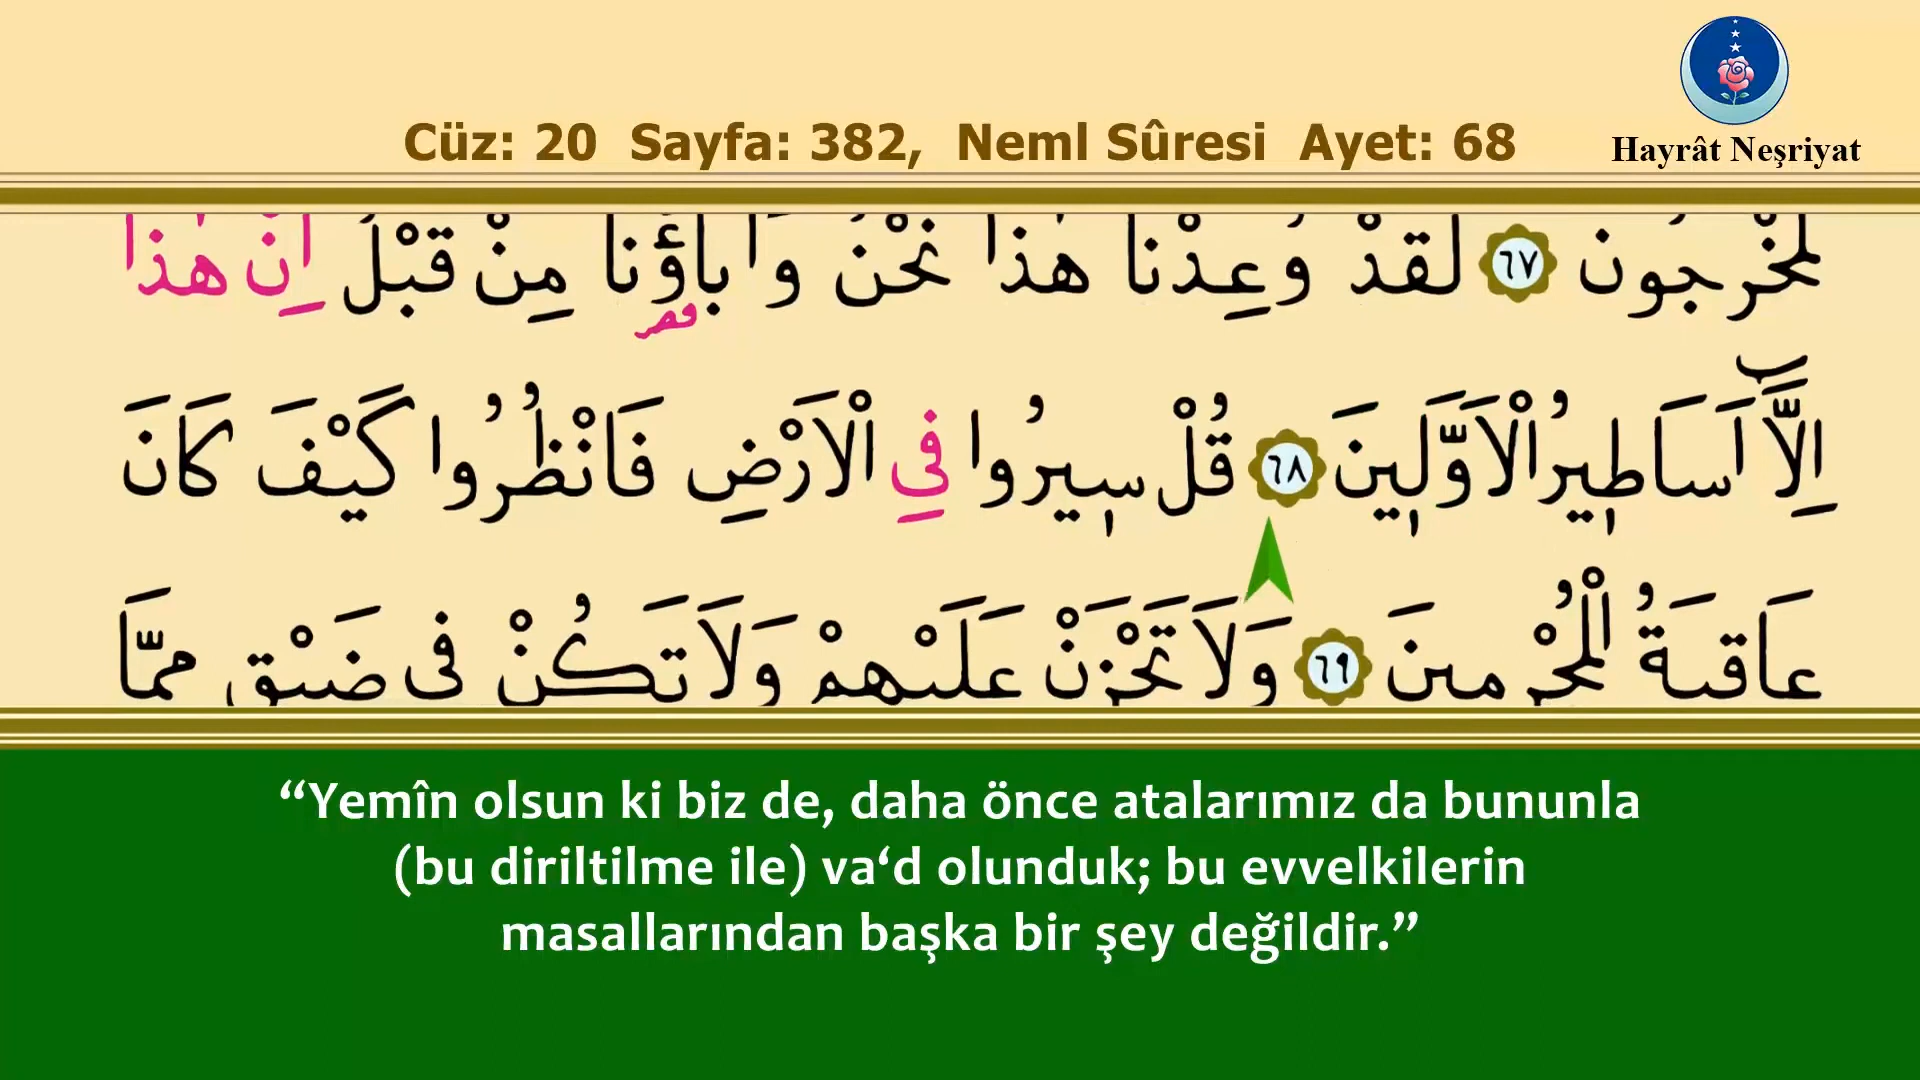 Cüz: 20 Sayfa: 382, Neml Sûresi Ayet: 68
Hayrât Neşriyat
لَمُخْرَجُونَ ٦٧ لَقَدْ وُعِدْنَا هٰذَا نَحْنُ وَاٰبَٓاؤُ۬نَا مِنْ قَبْلُ اِنْ هٰذَٓا
قصر
اِلَّٓا اَسَاطٖيرُ الْاَوَّلٖينَ ٦٨ قُلْ سٖيرُوا فِي الْاَرْضِ فَانْظُرُوا كَيْفَ كَانَ
عَاقِبَةُ الْمُجْرِمٖينَ ٦٩ وَلَا تَحْزَنْ عَلَيْهِمْ وَلَا تَكُنْ فٖي ضَيْقٍ مِمَّا
“Yemîn olsun ki biz de, daha önce atalarımız da bununla
(bu diriltilme ile) va‘d olunduk; bu evvelkilerin
masallarından başka bir şey değildir.”